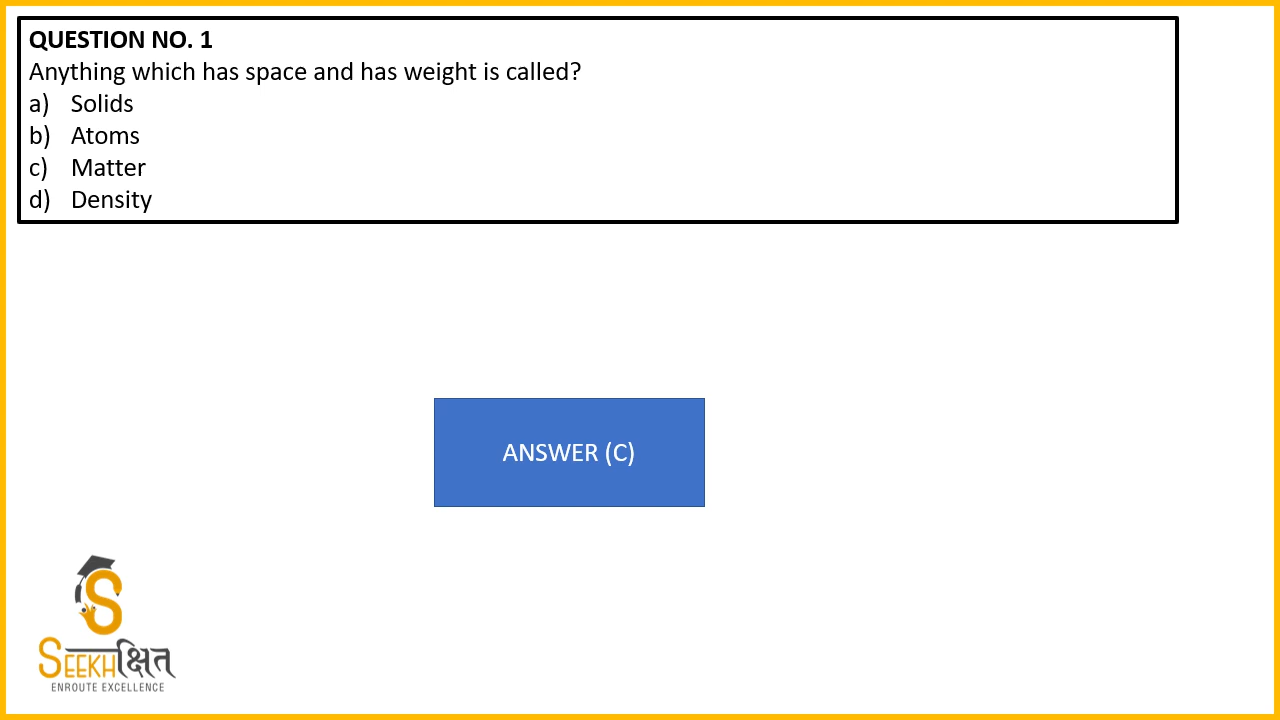 QUESTION NO. 1
Anything which has space and has weight is called?
a) Solids
b) Atoms
c) Matter
d) Density
ANSWER (C)
S
SEEKHक्षित
ENROUTE EXCELLENCE